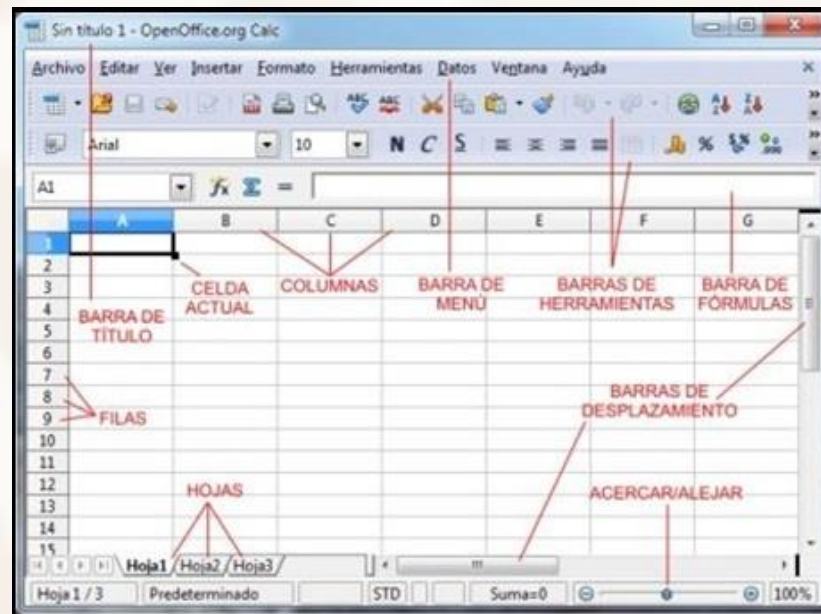 Sin título 1 - OpenOffice.org Calc
Archivo Editar Ver Insertar Formato Herramientas Datos Ventana Ayuda
Arial 10 N C S %
A1 fx Σ =
A B C D E F G
1
2
3
4
5
6
7
8
9
10
11
12
13
14
15
CELDA ACTUAL
COLUMNAS
BARRA DE MENÚ
BARRAS DE HERRAMIENTAS
BARRA DE FÓRMULAS
BARRA DE TÍTULO
FILAS
BARRAS DE DESPLAZAMIENTO
HOJAS
ACERCAR/ALEJAR
Hoja1 Hoja2 Hoja3
Hoja 1 / 3 Predeterminado STD Suma=0 100%